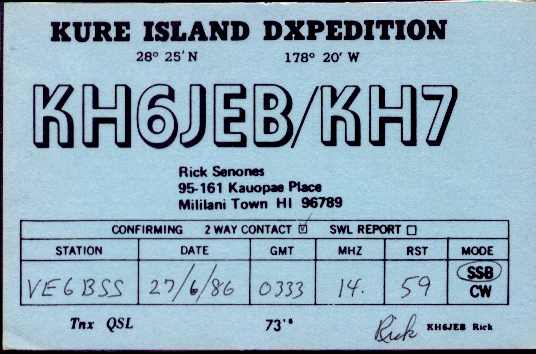 KURE ISLAND DXPEDITION
28° 25' N 178° 20' W
KH6JEB/KH7
Rick Senones
95-161 Kauopae Place
Mililani Town HI 96789
CONFIRMING 2 WAY CONTACT ☑ SWL REPORT ☐
STATION DATE GMT MHZ RST MODE
VE6BSS 27/6/86 0333 14. 59 SSB
CW
Tnx QSL 73's Rick KH6JEB Rick